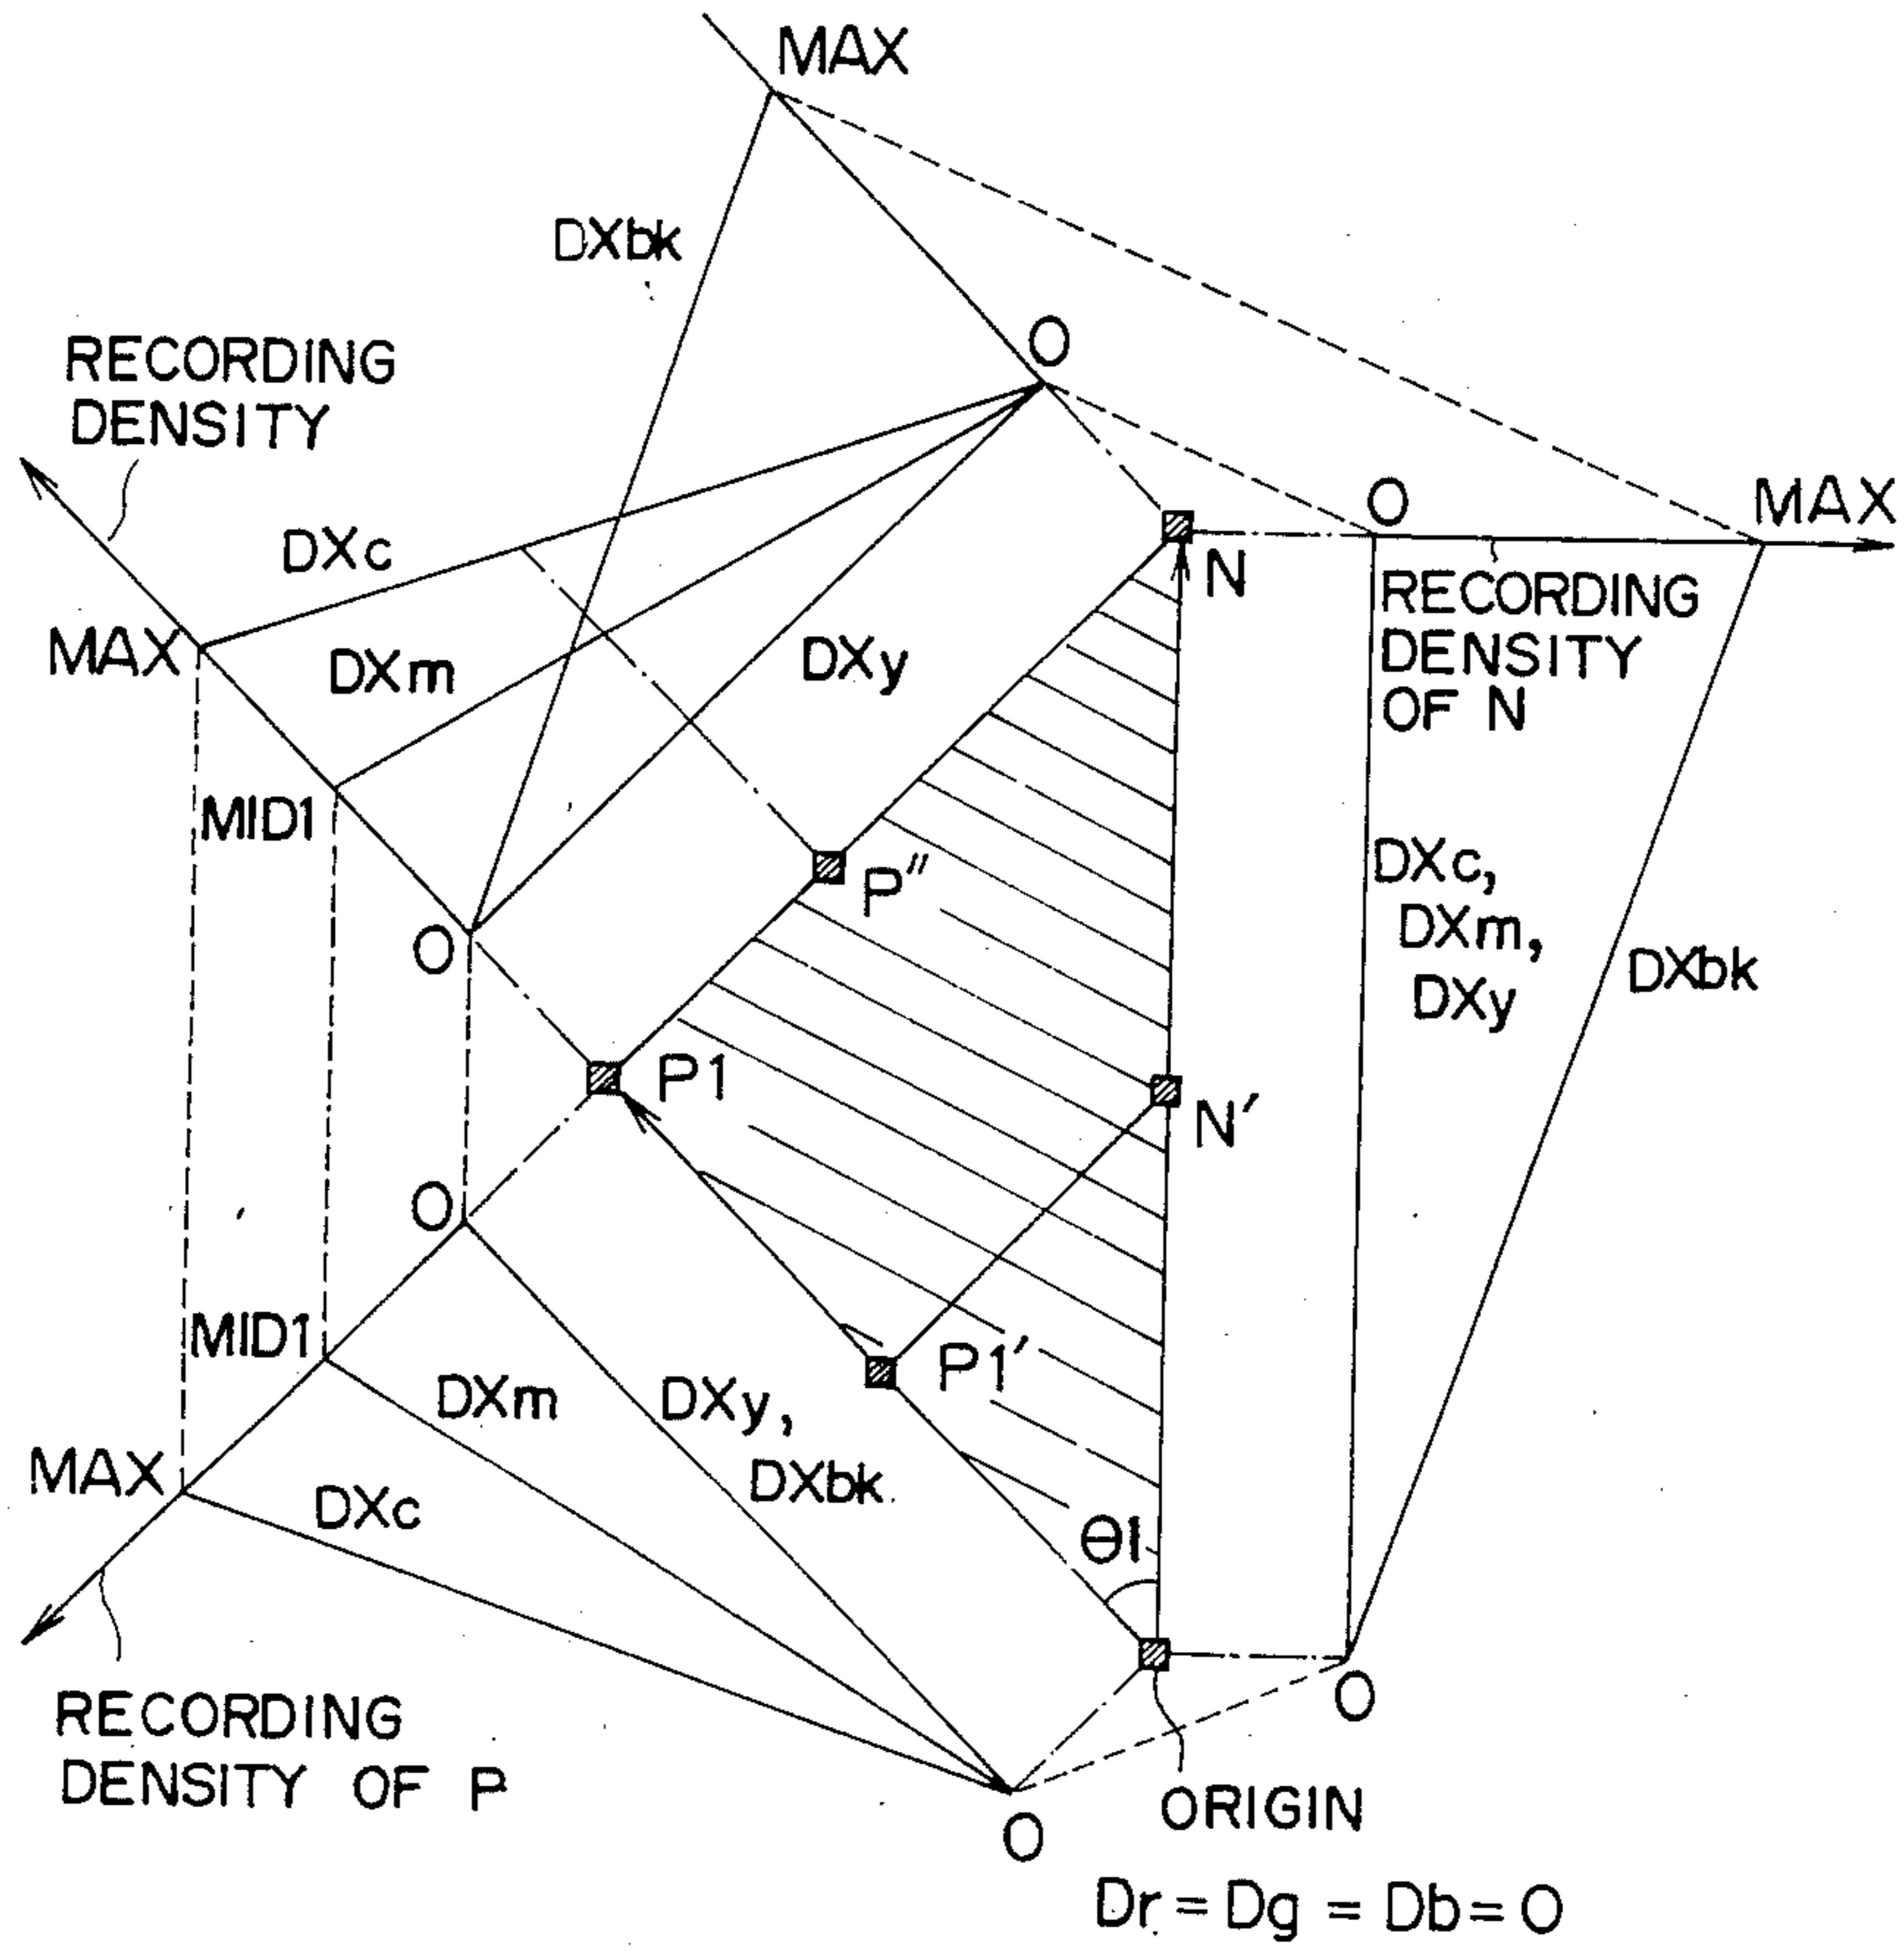 MAX
DXbk
O
RECORDING
DENSITY
O
MAX
DXc
N
RECORDING
DENSITY
OF N
MAX
DXm
DXy
MID1
P″
DXc,
DXm,
DXy
DXbk
O
P1
N′
O
MID1
P1′
DXm
DXy,
DXbk
MAX
DXc
θ1
RECORDING
DENSITY OF P
O
ORIGIN
O
Dr = Dg = Db = O